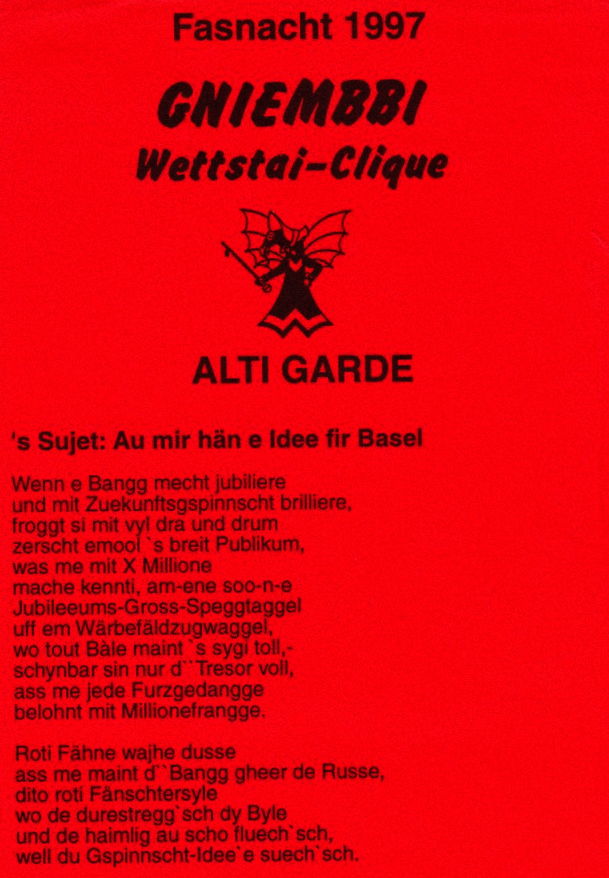 Fasnacht 1997
GNIEMBBI
Wettstai-Clique
ALTI GARDE
's Sujet: Au mir hän e Idee fir Basel
Wenn e Bangg mecht jubiliere
und mit Zuekunftsgspinnscht brilliere,
froggt si mit vyl dra und drum
zerscht emool `s breit Publikum,
was me mit X Millione
mache kennti, am-ene soo-n-e
Jubileeums-Gross-Speggtaggel
uff em Wärbefäldzugwaggel,
wo tout Bàle maint `s sygi toll,-
schynbar sin nur d``Tresor voll,
ass me jede Furzgedangge
belohnt mit Millionefrangge.
Roti Fähne wajhe dusse
ass me maint d``Bangg gheer de Russe,
dito roti Fänschtersyle
wo de durestregg`sch dy Byle
und de haimlig au scho fluech`sch,
well du Gspinnscht-Idee`e suech`sch.